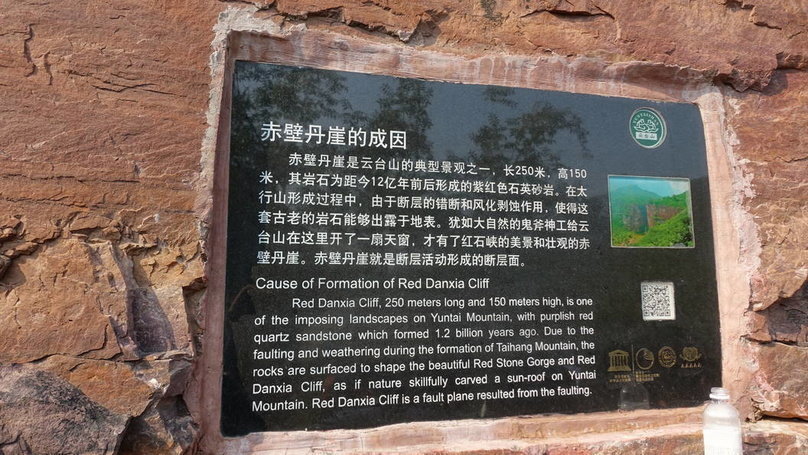 赤壁丹崖的成因
赤壁丹崖是云台山的典型景观之一，长250米，高150
米，其岩石为距今12亿年前后形成的紫红色石英砂岩。在太
行山形成过程中，由于断层的错断和风化剥蚀作用，使得这
套古老的岩石能够出露于地表。犹如大自然的鬼斧神工给云
台山在这里开了一扇天窗，才有了红石峡的美景和壮观的赤
壁丹崖。赤壁丹崖就是断层活动形成的断层面。
Cause of Formation of Red Danxia Cliff
Red Danxia Cliff, 250 meters long and 150 meters high, is one
of the imposing landscapes on Yuntai Mountain, with purplish red
quartz sandstone which formed 1.2 billion years ago. Due to the
faulting and weathering during the formation of Taihang Mountain, the
rocks are surfaced to shape the beautiful Red Stone Gorge and Red
Danxia Cliff, as if nature skillfully carved a sun-roof on Yuntai
Mountain. Red Danxia Cliff is a fault plane resulted from the faulting.